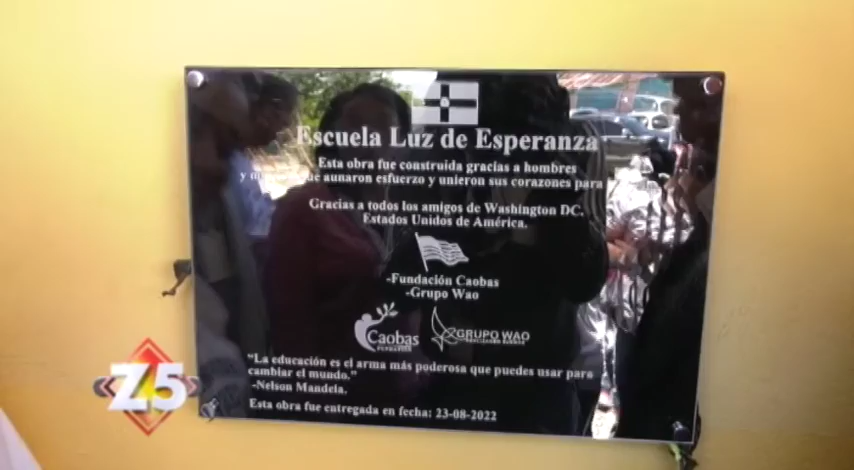 Escuela Luz de Esperanza
Esta obra fue construida gracias a hombres
y que aunaron esfuerzo y unieron sus corazones para
Gracias a todos los amigos de Washington DC.
Estados Unidos de América.
-Fundación Caobas
-Grupo Wao
Caobas
FUNDACIÓN
GRUPO WAO
"La educación es el arma más poderosa que puedes usar para
cambiar el mundo."
-Nelson Mandela.
Esta obra fue entregada en fecha: 23-08-2022
Z5